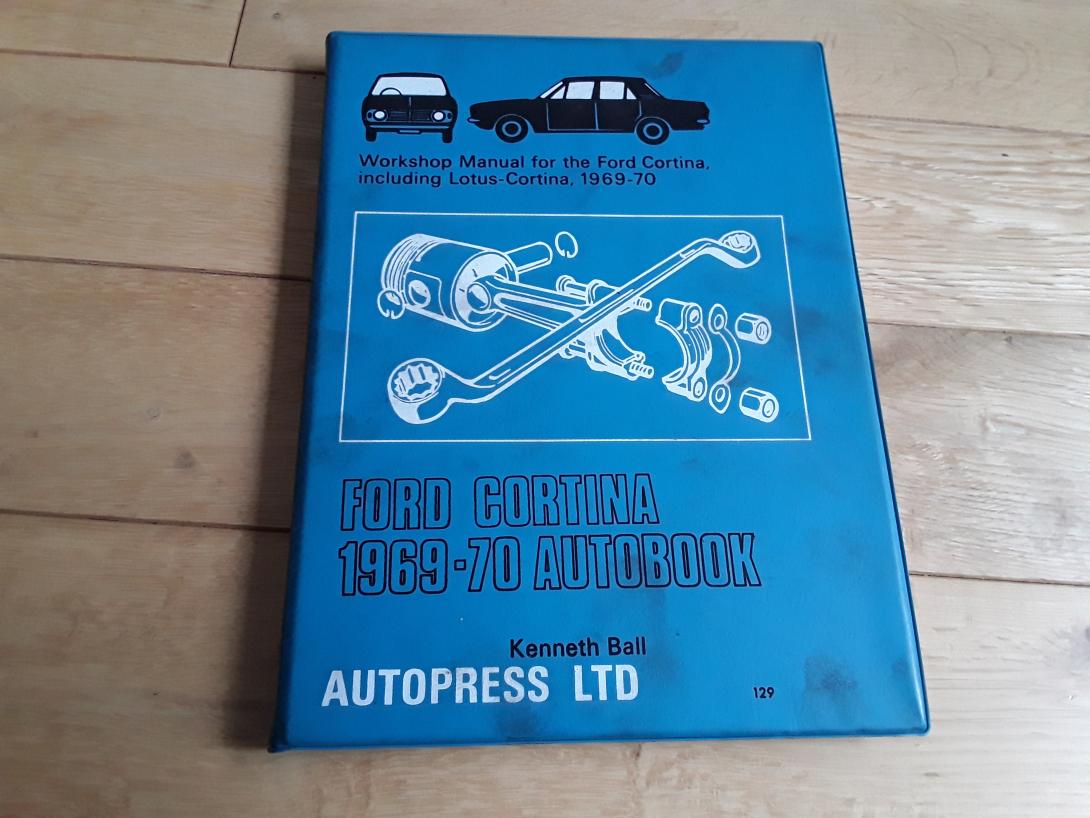 Workshop Manual for the Ford Cortina,
including Lotus-Cortina, 1969-70
FORD CORTINA
1969-70 AUTOBOOK
Kenneth Ball
AUTOPRESS LTD
129